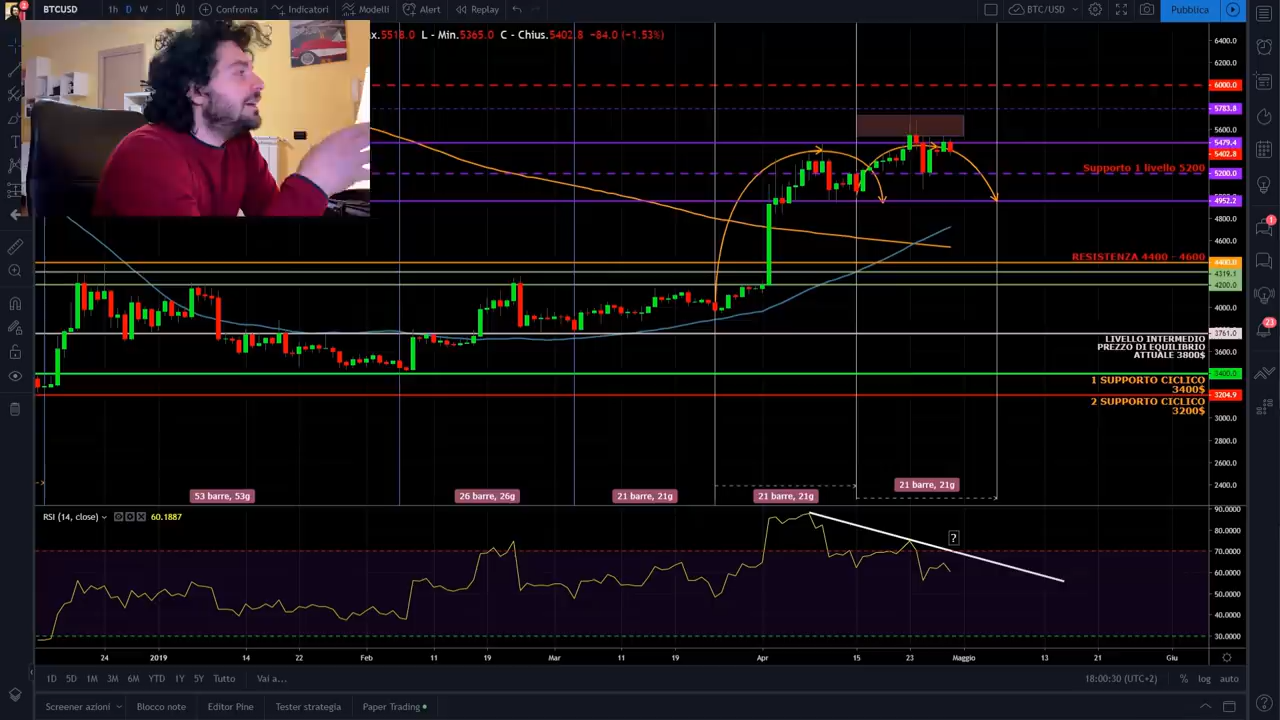 BTCUSD
1h D W
Confronta
Indicatori
Modelli
Alert
Replay
BTC/USD
Pubblica
x.5518.0 L - Min.5365.0 C - Chius.5402.8 −84.0 (−1.53%)
6400.0
6200.0
6000.0
5783.8
5600.0
5479.4
5402.8
Supporto 1 livello 5200
5200.0
4952.2
4800.0
4600.0
RESISTENZA 4400 - 4600
4400.0
4319.1
4200.0
4000.0
3761.0
LIVELLO INTERMEDIO
PREZZO DI EQUILIBRIO
ATTUALE 3800$
3600.0
3400.0
1 SUPPORTO CICLICO
3400$
3204.9
2 SUPPORTO CICLICO
3200$
3000.0
2800.0
2600.0
2400.0
53 barre, 53g
26 barre, 26g
21 barre, 21g
21 barre, 21g
21 barre, 21g
RSI (14, close)
60.1887
?
90.0000
80.0000
70.0000
60.0000
50.0000
40.0000
30.0000
24
2019
14
22
Feb
11
19
Mar
11
19
Apr
15
23
Maggio
13
21
Giu
1D 5D 1M 3M 6M YTD 1Y 5Y Tutto Vai a...
18:00:30 (UTC+2)
% log auto
Screener azioni
Blocco note
Editor Pine
Tester strategia
Paper Trading
1
23
2